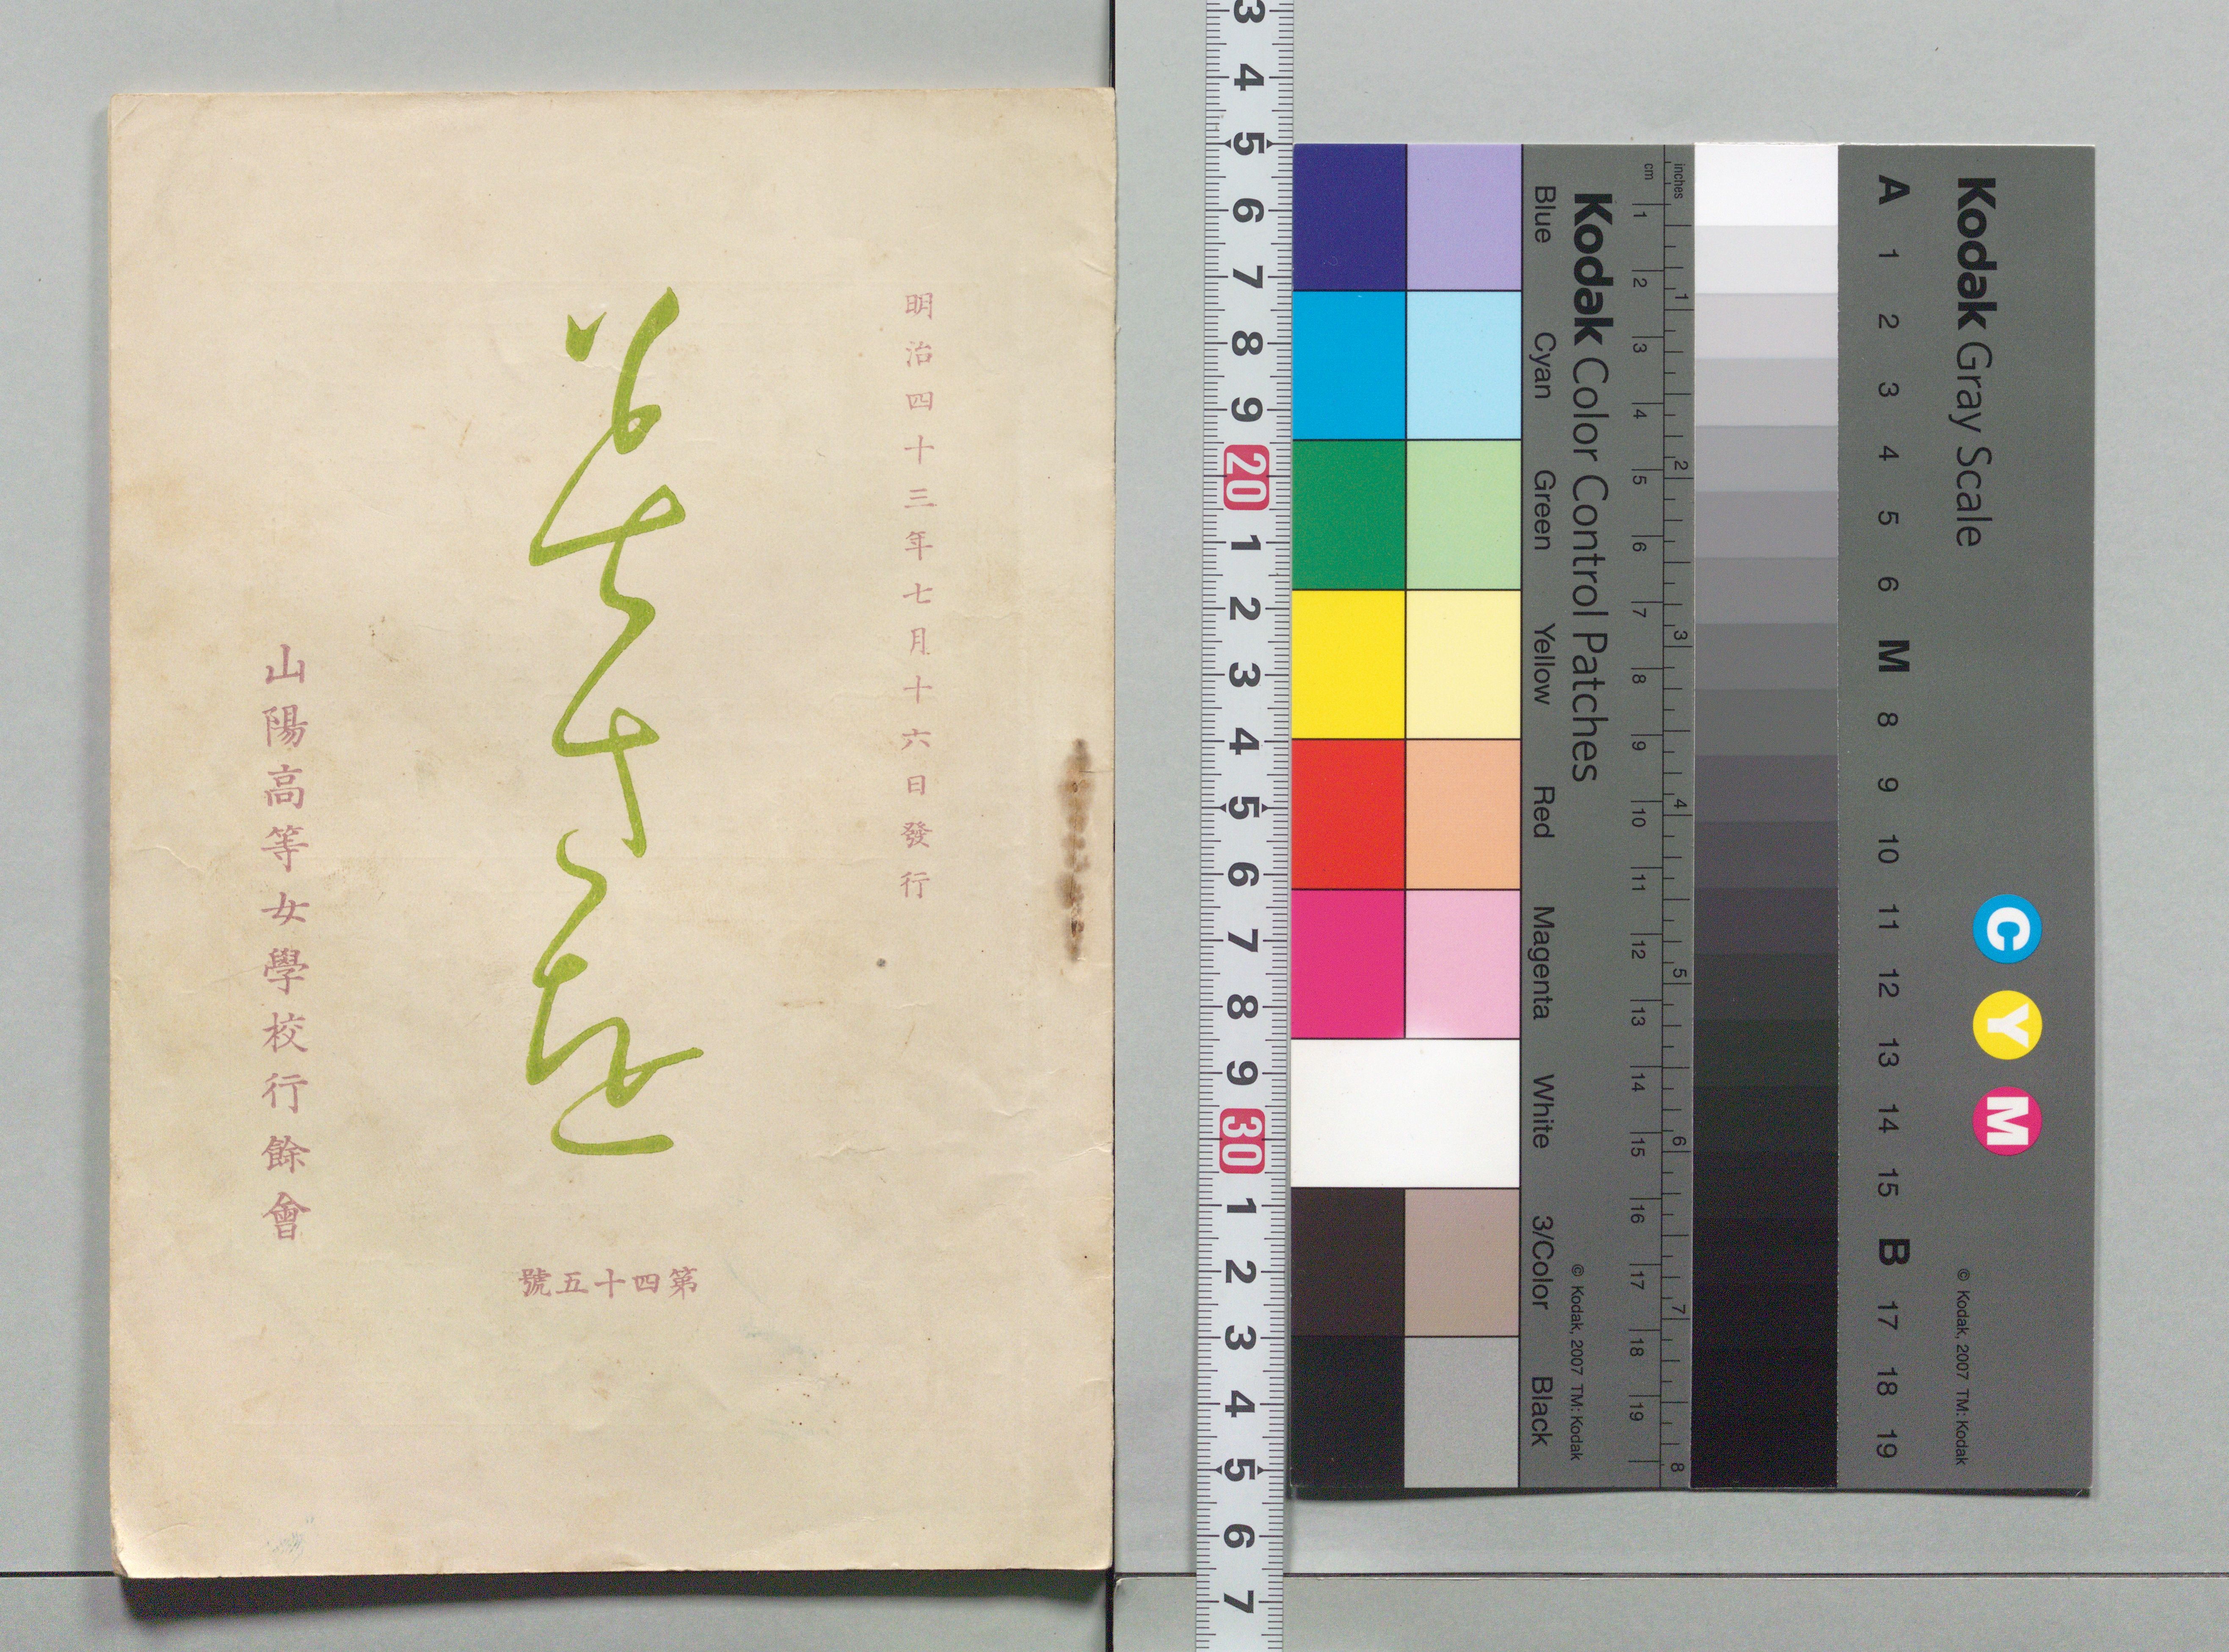 明治四十三年七月十六日發行
第四十五號
山陽高等女學校行餘會
3 4 5 6 7 8 9 20 1 2 3 4 5 6 7 8 9 30 1 2 3 4 5 6 7
Kodak Gray Scale
C Y M
© Kodak, 2007 TM: Kodak
A 1 2 3 4 5 6 M 8 9 10 11 12 13 14 15 B 17 18 19
inches 1 2 3 4 5 6 7 8
cm 1 2 3 4 5 6 7 8 9 10 11 12 13 14 15 16 17 18 19
Kodak Color Control Patches
© Kodak, 2007 TM: Kodak
Blue Cyan Green Yellow Red Magenta White 3/Color Black